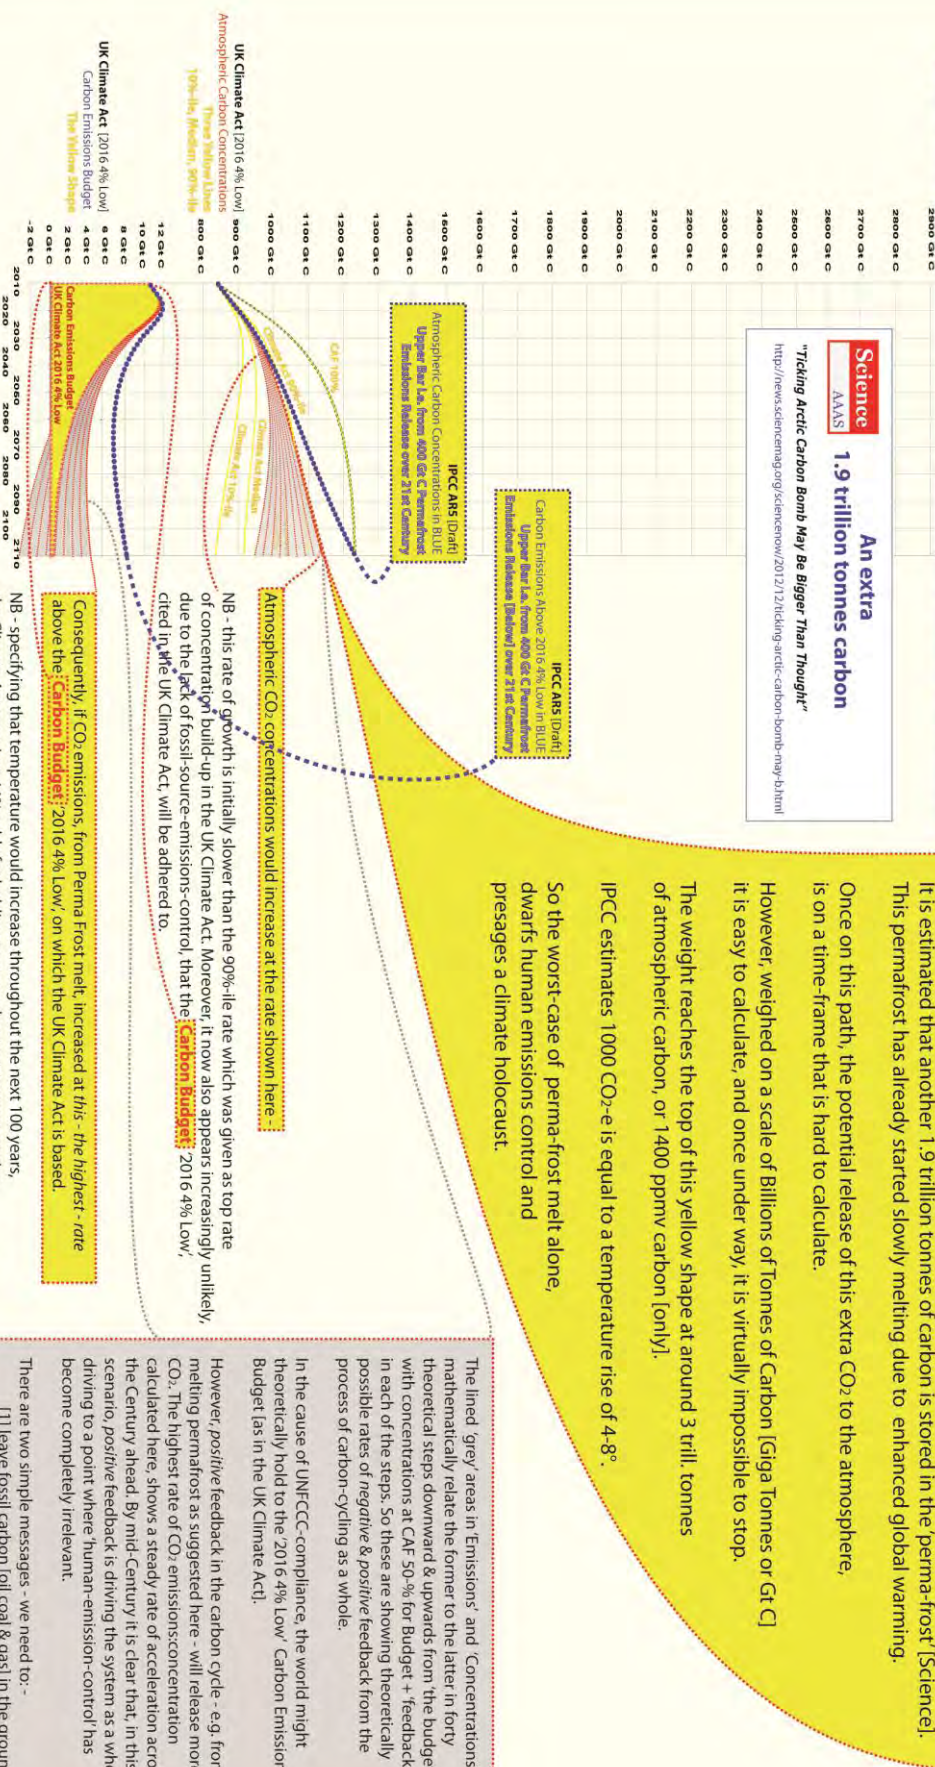 2900 Gt C
2800 Gt C
2700 Gt C
2600 Gt C
2500 Gt C
2400 Gt C
2300 Gt C
2200 Gt C
2100 Gt C
2000 Gt C
1900 Gt C
1800 Gt C
1700 Gt C
1600 Gt C
1500 Gt C
1400 Gt C
1300 Gt C
1200 Gt C
1100 Gt C
1000 Gt C
900 Gt C
800 Gt C
12 Gt C
10 Gt C
8 Gt C
6 Gt C
4 Gt C
2 Gt C
0 Gt C
-2 Gt C
2010
2020
2030
2040
2050
2060
2070
2080
2090
2100
2110
UK Climate Act [2016 4% Low]
Atmospheric Carbon Concentrations
Three Yellow Lines
10%-ile, Median, 90%-ile
UK Climate Act [2016 4% Low]
Carbon Emissions Budget
The Yellow Shape
An extra
1.9 trillion tonnes carbon
Science
AAAS
"Ticking Arctic Carbon Bomb May Be Bigger Than Thought"
http://news.sciencemag.org/sciencenow/2012/12/ticking-arctic-carbon-bomb-may-b.html
IPCC AR5 [Draft]
Carbon Emissions Above 2016 4% Low in BLUE
Upper Bar i.e. from 400 Gt C Permafrost
Emissions Release [Below] over 21st Century
IPCC AR5 [Draft]
Atmospheric Carbon Concentrations in BLUE
Upper Bar i.e. from 400 Gt C Permafrost
Emissions Release over 21st Century
CAF 100%
Climate Act 90%-ile
Climate Act Median
Climate Act 10%-ile
Carbon Emissions Budget
UK Climate Act 2016 4% Low
It is estimated that another 1.9 trillion tonnes of carbon is stored in the 'perma-frost' [Science].
This permafrost has already started slowly melting due to enhanced global warming.
Once on this path, the potential release of this extra CO₂ to the atmosphere,
is on a time-frame that is hard to calculate.
However, weighed on a scale of Billions of Tonnes of Carbon [Giga Tonnes or Gt C]
it is easy to calculate, and once under way, it is virtually impossible to stop.
The weight reaches the top of this yellow shape at around 3 trill. tonnes
of atmospheric carbon, or 1400 ppmv carbon [only].
IPCC estimates 1000 CO₂-e is equal to a temperature rise of 4-8°.
So the worst-case of perma-frost melt alone,
dwarfs human emissions control and
presages a climate holocaust.
Atmospheric CO₂ concentrations would increase at the rate shown here -
NB - this rate of growth is initially slower than the 90%-ile rate which was given as top rate
of concentration build-up in the UK Climate Act. Moreover, it now also appears increasingly unlikely,
due to the lack of fossil-source-emissions-control, that the 'Carbon Budget' '2016 4% Low',
cited in the UK Climate Act, will be adhered to.
Consequently, if CO₂ emissions, from Perma Frost melt, increased at this - the highest - rate
above the 'Carbon Budget' '2016 4% Low', on which the UK Climate Act is based.
NB - specifying that temperature would increase throughout the next 100 years,
The lined 'grey' areas in 'Emissions' and 'Concentrations
mathematically relate the former to the latter in forty
theoretical steps downward & upwards from 'the budge
with concentrations at CAF 50-% for Budget + 'feedback
in each of the steps. So these are showing theoretically
possible rates of negative & positive feedback from the
process of carbon-cycling as a whole.
In the cause of UNFCCC-compliance, the world might
theoretically hold to the '2016 4% Low' Carbon Emission
Budget [as in the UK Climate Act].
However, positive feedback in the carbon cycle - e.g. from
melting permafrost as suggested here - will release mor
CO₂. The highest rate of CO₂ emissions:concentration
calculated here, shows a steady rate of acceleration acro
the Century ahead. By mid-Century it is clear that, in this
scenario, positive feedback is driving the system as a who
driving to a point where 'human-emission-control' has
become completely irrelevant.
There are two simple messages - we need to: -
[1] leave fossil carbon [oil coal & gas] in the groun